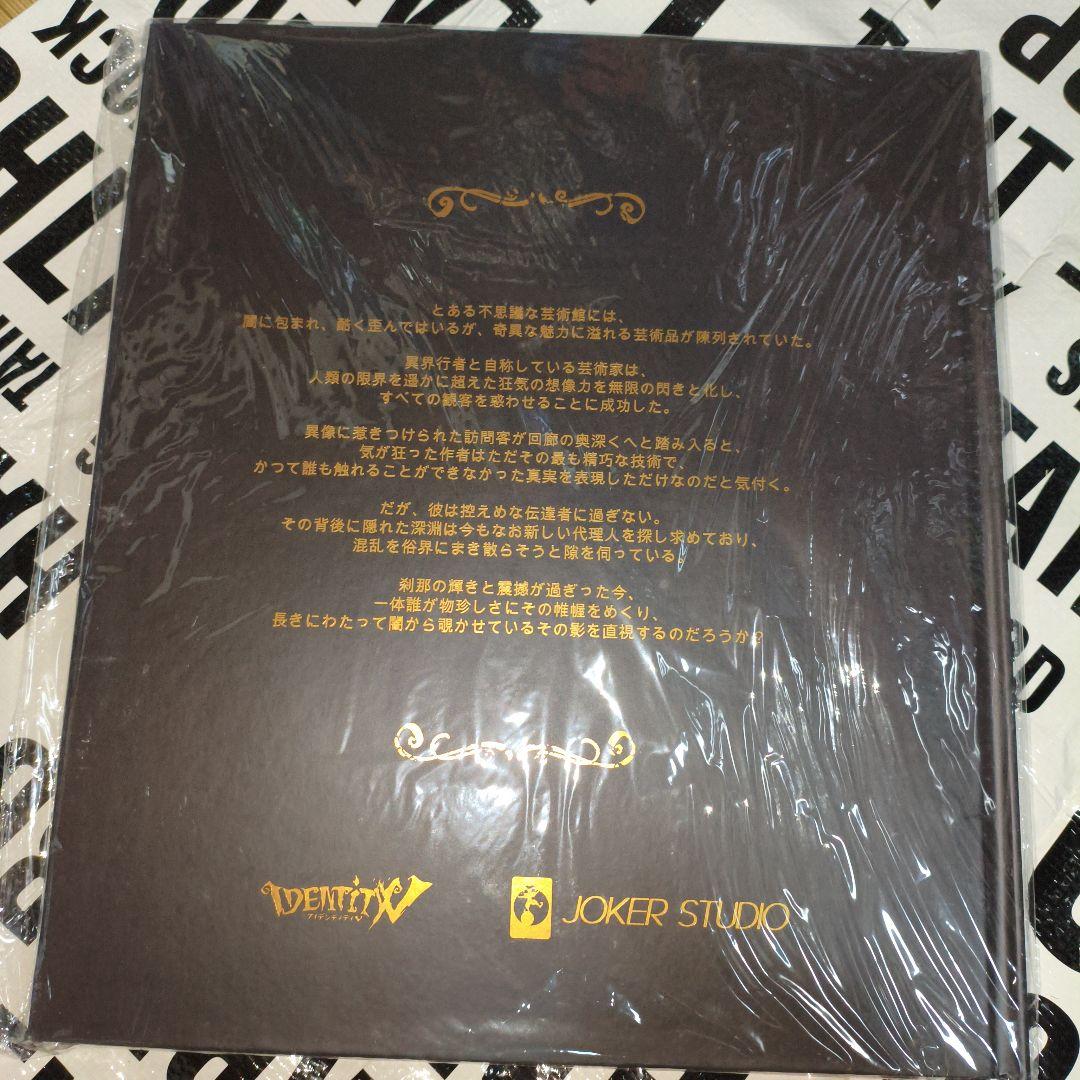 とある不思議な芸術館には、
闇に包まれ、酷く歪んではいるが、奇異な魅力に溢れる芸術品が陳列されていた。
異界行者と自称している芸術家は、
人類の限界を遥かに超えた狂気の想像力を無限の閃きと化し、
すべての観客を惑わせることに成功した。
異像に惹きつけられた訪問客が回廊の奥深くへと踏み入ると、
気が狂った作者はただその最も精巧な技術で、
かつて誰も触れることができなかった真実を表現しただけなのだと気付く。
だが、彼は控えめな伝達者に過ぎない。
その背後に隠れた深淵は今もなお新しい代理人を探し求めており、
混乱を俗界にまき散らそうと隙を伺っている。
刹那の輝きと震撼が過ぎった今、
一体誰が物珍しさにその帷幄をめくり、
長きにわたって闇から覗かせているその影を直視するのだろうか?
IDENTITY V
アイデンティティV
JOKER STUDIO